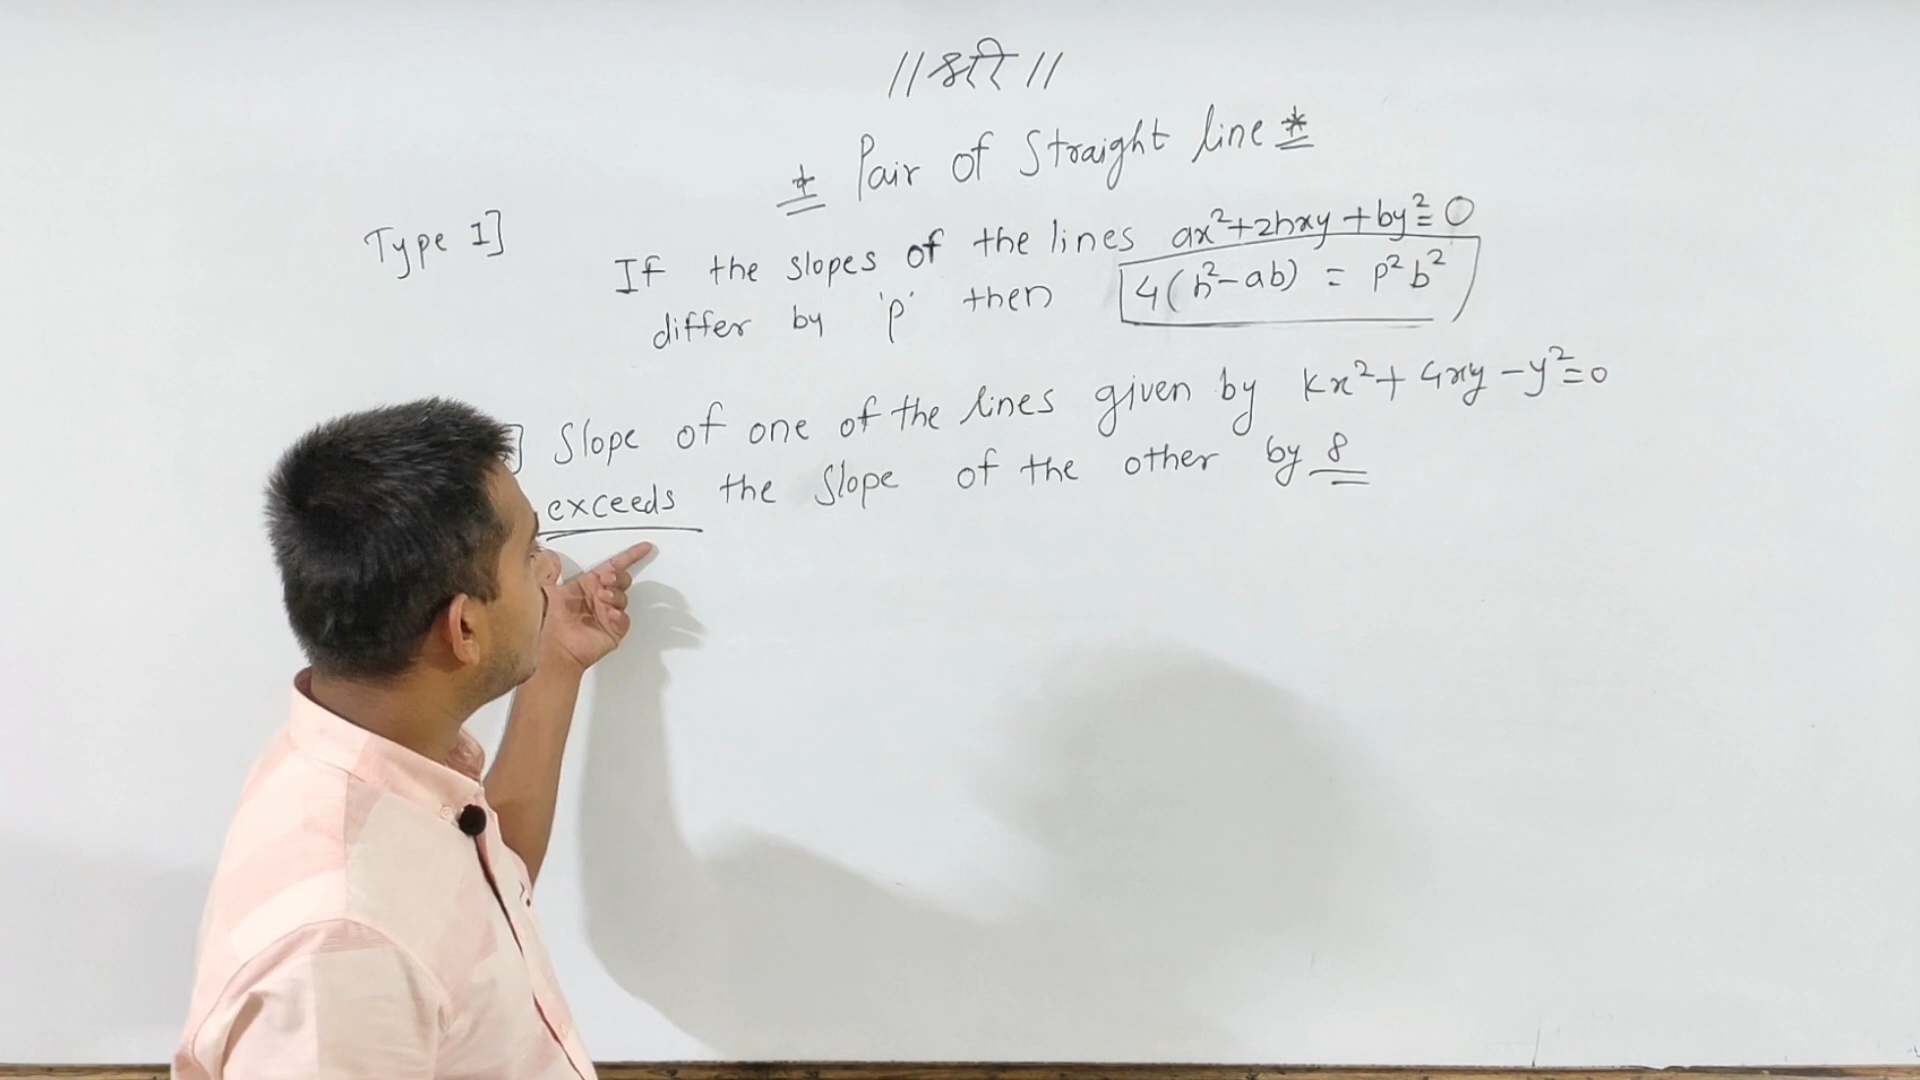 ||श्री||
* Pair of Straight line *
Type I]
If the slopes of the lines ax²+2hxy+by²=0
differ by 'p' then 4(h²-ab) = p²b²
] Slope of one of the lines given by kx²+4xy-y²=0
exceeds the slope of the other by 8